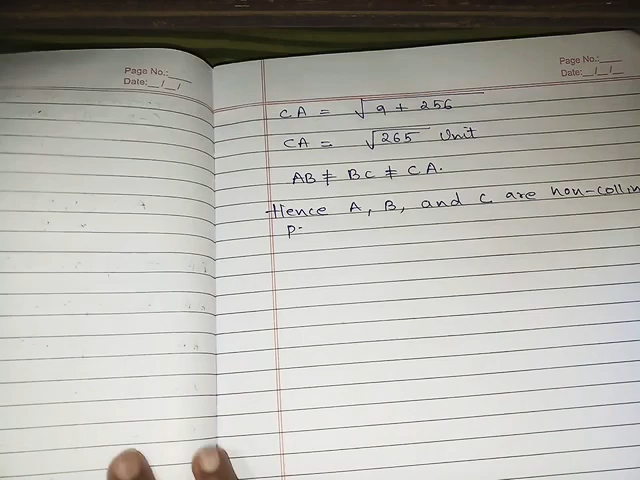 Page No.:
Date: / /
Page No.:
Date: / /
CA = √9 + 256
CA = √265 Unit
AB ≠ BC ≠ CA.
Hence A, B, and C are non-collin
p.